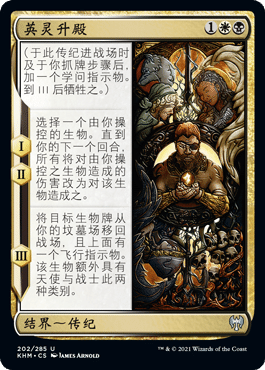 英灵升殿 1
（于此传纪进战场时
及于你抓牌步骤后，
加一个学问指示物。
到 III 后牺牲之。）
I
II
选择一个由你操
控的生物。直到
你的下一个回合，
所有将对由你操
控之生物造成的
伤害改为对该生
物造成之。
III
将目标生物牌从
你的坟墓场移回
战场，且上面有
一个飞行指示物。
该生物额外具有
天使与战士此两
种类别。
结界～传纪
202/285 U
KHM • CS JAMES ARNOLD
™ & © 2021 Wizards of the Coast